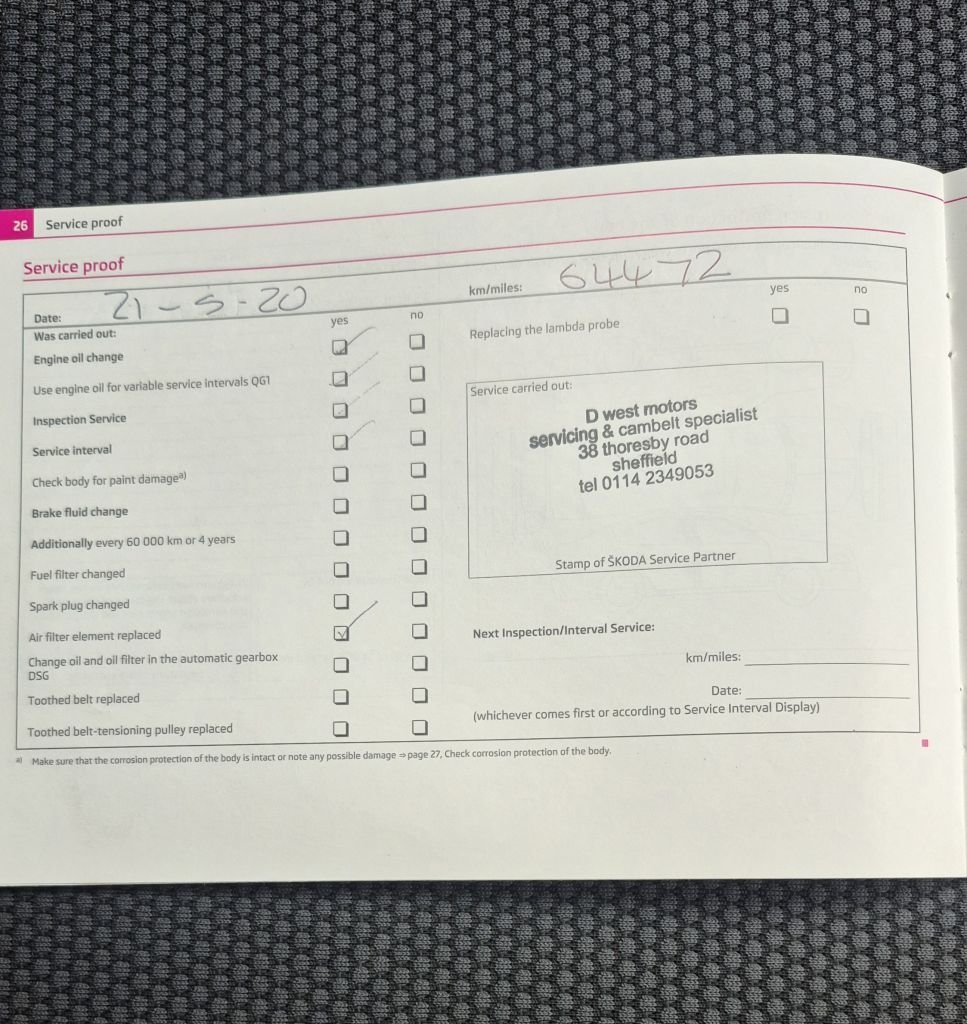 26 Service proof
Service proof
Date: 21-5-20
km/miles: 64472
yes no
Was carried out:
Engine oil change
Use engine oil for variable service intervals QG1
Inspection Service
Service interval
Check body for paint damage a)
Brake fluid change
Additionally every 60 000 km or 4 years
Fuel filter changed
Spark plug changed
Air filter element replaced
Change oil and oil filter in the automatic gearbox
DSG
Toothed belt replaced
Toothed belt-tensioning pulley replaced
yes no
Replacing the lambda probe
Service carried out:
D west motors
servicing & cambelt specialist
38 thoresby road
sheffield
tel 0114 2349053
Stamp of ŠKODA Service Partner
Next Inspection/Interval Service:
km/miles:
Date:
(whichever comes first or according to Service Interval Display)
a) Make sure that the corrosion protection of the body is intact or note any possible damage ⇒ page 27, Check corrosion protection of the body.